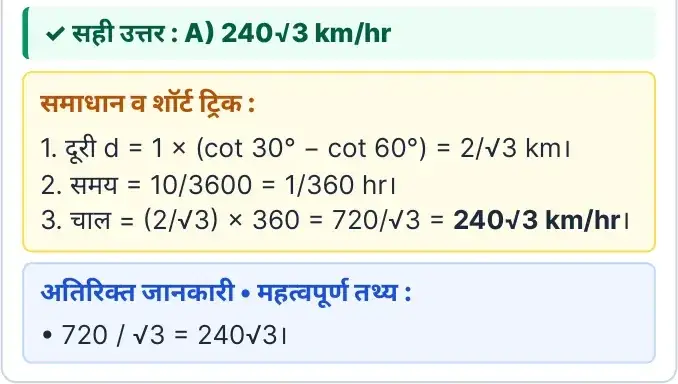 ✓ सही उत्तर : A) 240√3 km/hr
समाधान व शॉर्ट ट्रिक :
1. दूरी d = 1 × (cot 30° − cot 60°) = 2/√3 km।
2. समय = 10/3600 = 1/360 hr।
3. चाल = (2/√3) × 360 = 720/√3 = 240√3 km/hr।
अतिरिक्त जानकारी • महत्वपूर्ण तथ्य :
• 720 / √3 = 240√3।